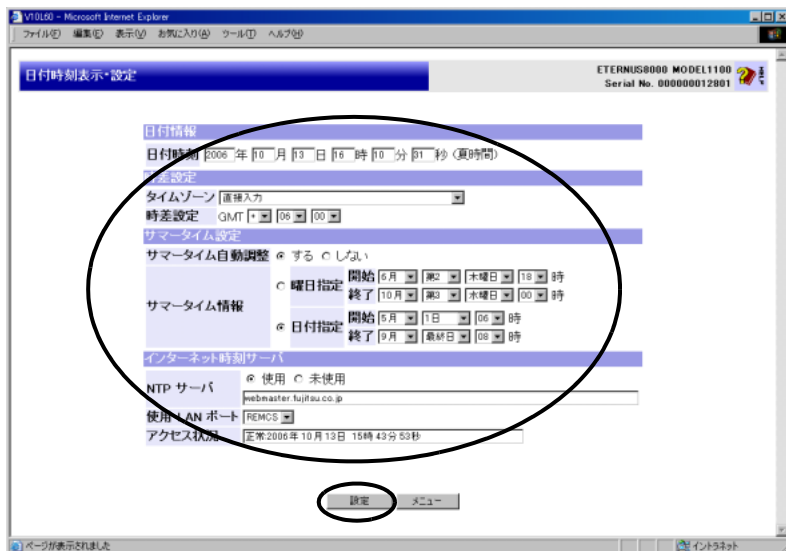 V10L60 - Microsoft Internet Explorer
ファイル(F) 編集(E) 表示(V) お気に入り(A) ツール(T) ヘルプ(H)
日付時刻表示・設定
ETERNUS8000 MODEL1100
Serial No. 000000012801
日付情報
日付時刻 2006 年 10 月 13 日 16 時 10 分 31 秒 (夏時間)
時差設定
タイムゾーン 直接入力
時差設定 GMT + 06 00
サマータイム設定
サマータイム自動調整 する しない
サマータイム情報
曜日指定 開始 6月 第2 木曜日 18 時
終了 10月 第3 水曜日 00 時
日付指定 開始 5月 1日 06 時
終了 9月 最終日 08 時
インターネット時刻サーバ
NTP サーバ 使用 未使用
webmaster.fujitsu.co.jp
使用 LAN ポート REMCS
アクセス状況 正常:2006年10月13日 15時43分53秒
設定 メニュー
ページが表示されました イントラネット